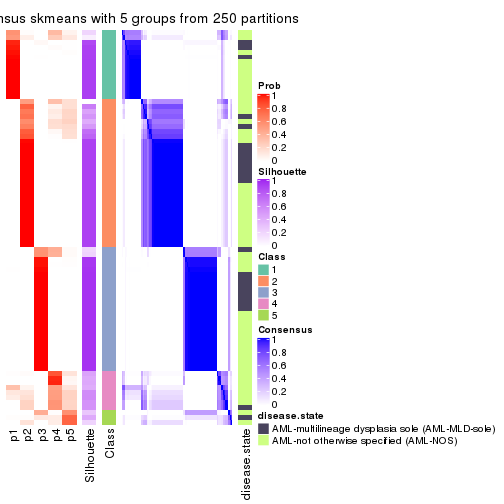 nsus skmeans with 5 groups from 250 partitions
Prob
1
0.8
0.6
0.4
0.2
0
Silhouette
1
0.8
0.6
0.4
0.2
0
Class
1
2
3
4
5
Consensus
1
0.8
0.6
0.4
0.2
0
disease.state
AML-multilineage dysplasia sole (AML-MLD-sole)
AML-not otherwise specified (AML-NOS)
p1
p2
p3
p4
p5
Silhouette
Class
disease.state